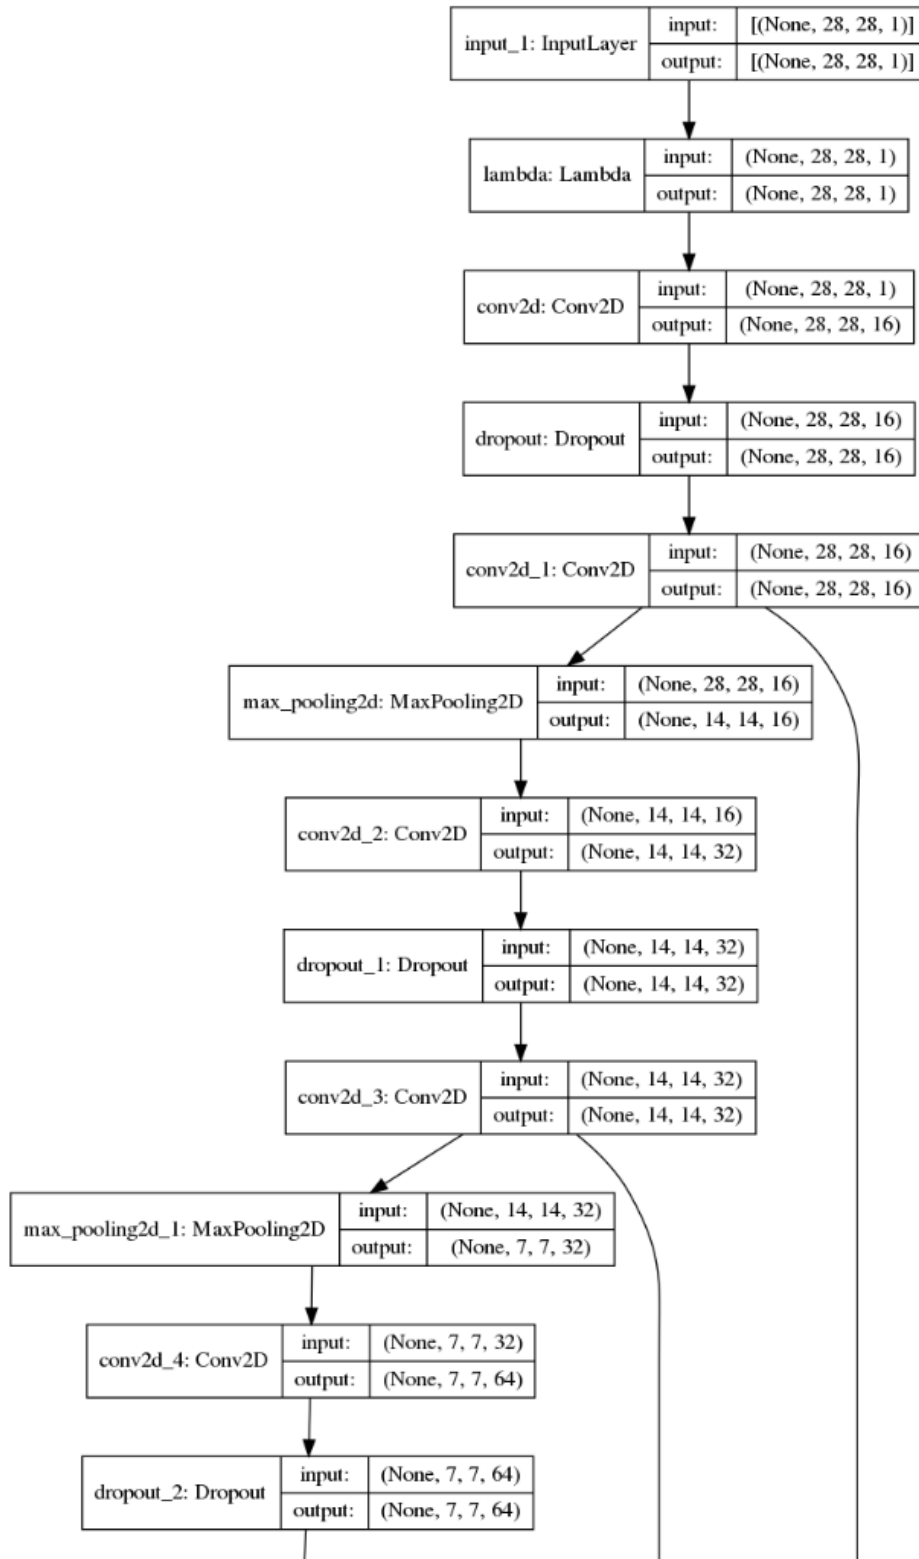 input_1: InputLayer
input: [(None, 28, 28, 1)]
output: [(None, 28, 28, 1)]
lambda: Lambda
input: (None, 28, 28, 1)
output: (None, 28, 28, 1)
conv2d: Conv2D
input: (None, 28, 28, 1)
output: (None, 28, 28, 16)
dropout: Dropout
input: (None, 28, 28, 16)
output: (None, 28, 28, 16)
conv2d_1: Conv2D
input: (None, 28, 28, 16)
output: (None, 28, 28, 16)
max_pooling2d: MaxPooling2D
input: (None, 28, 28, 16)
output: (None, 14, 14, 16)
conv2d_2: Conv2D
input: (None, 14, 14, 16)
output: (None, 14, 14, 32)
dropout_1: Dropout
input: (None, 14, 14, 32)
output: (None, 14, 14, 32)
conv2d_3: Conv2D
input: (None, 14, 14, 32)
output: (None, 14, 14, 32)
max_pooling2d_1: MaxPooling2D
input: (None, 14, 14, 32)
output: (None, 7, 7, 32)
conv2d_4: Conv2D
input: (None, 7, 7, 32)
output: (None, 7, 7, 64)
dropout_2: Dropout
input: (None, 7, 7, 64)
output: (None, 7, 7, 64)